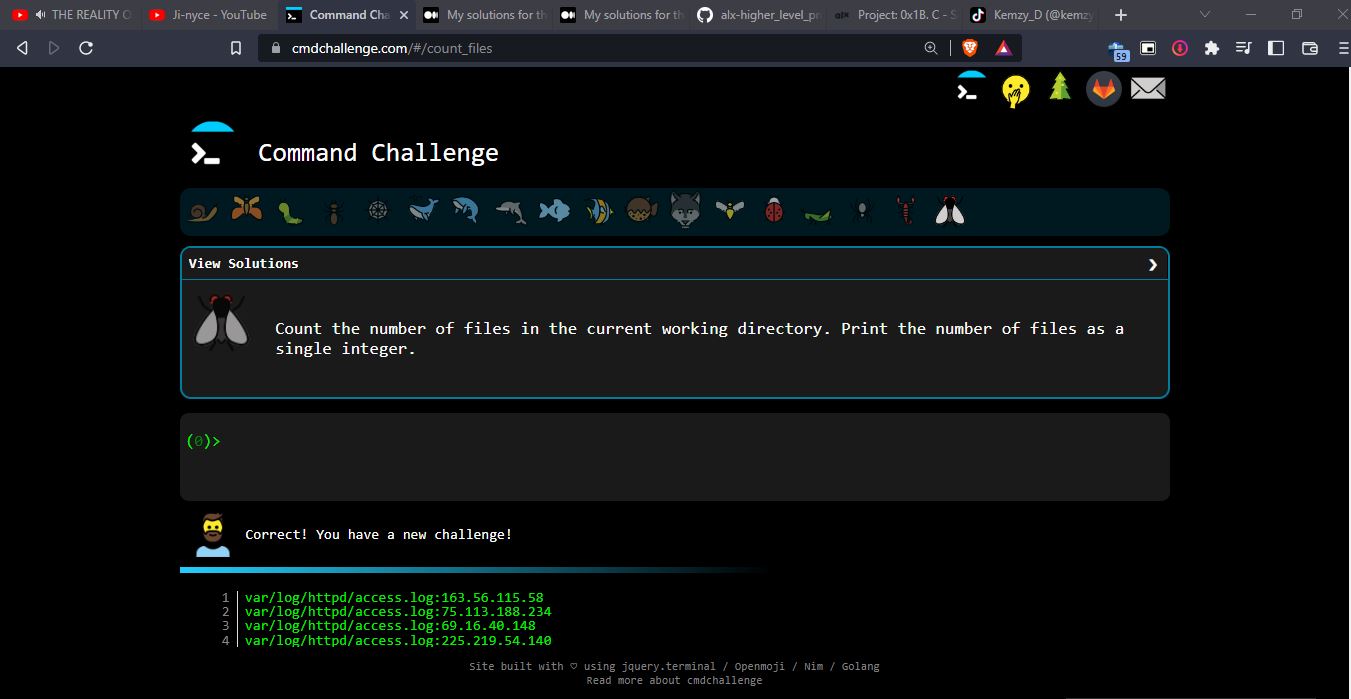 THE REALITY O
Ji-nyce - YouTube
Command Cha
My solutions for th
My solutions for th
alx-higher_level_pr
alx
Project: 0x1B. C - S
Kemzy_D (@kemzy
cmdchallenge.com/#/count_files
59
Command Challenge
View Solutions
Count the number of files in the current working directory. Print the number of files as a
single integer.
(0)>
Correct! You have a new challenge!
1 var/log/httpd/access.log:163.56.115.58
2 var/log/httpd/access.log:75.113.188.234
3 var/log/httpd/access.log:69.16.40.148
4 var/log/httpd/access.log:225.219.54.140
Site built with ♡ using jquery.terminal / Openmoji / Nim / Golang
Read more about cmdchallenge